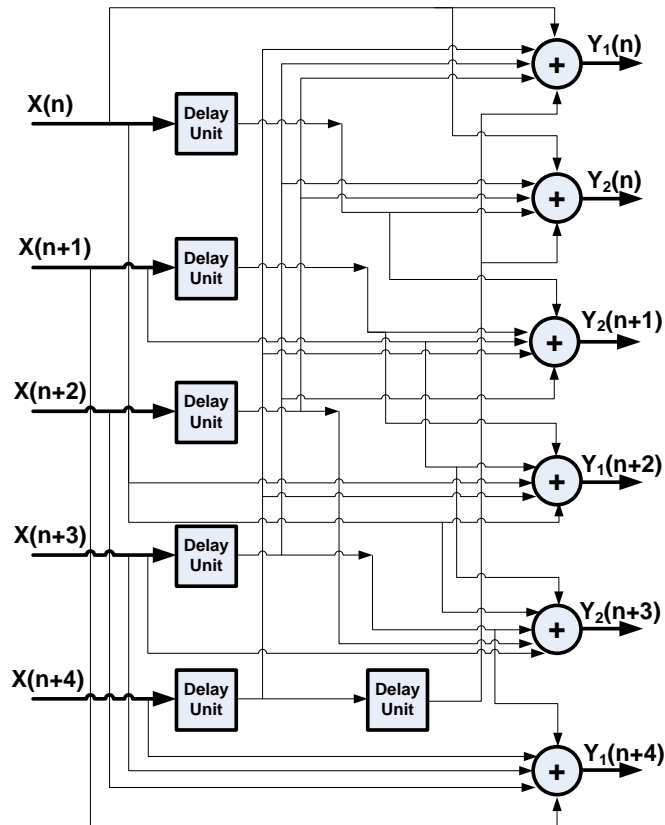 Y1(n)
+
X(n)
Delay
Unit
Y2(n)
+
X(n+1)
Delay
Unit
Y2(n+1)
+
X(n+2)
Delay
Unit
Y1(n+2)
+
X(n+3)
Delay
Unit
Y2(n+3)
+
X(n+4)
Delay
Unit
Delay
Unit
Y1(n+4)
+